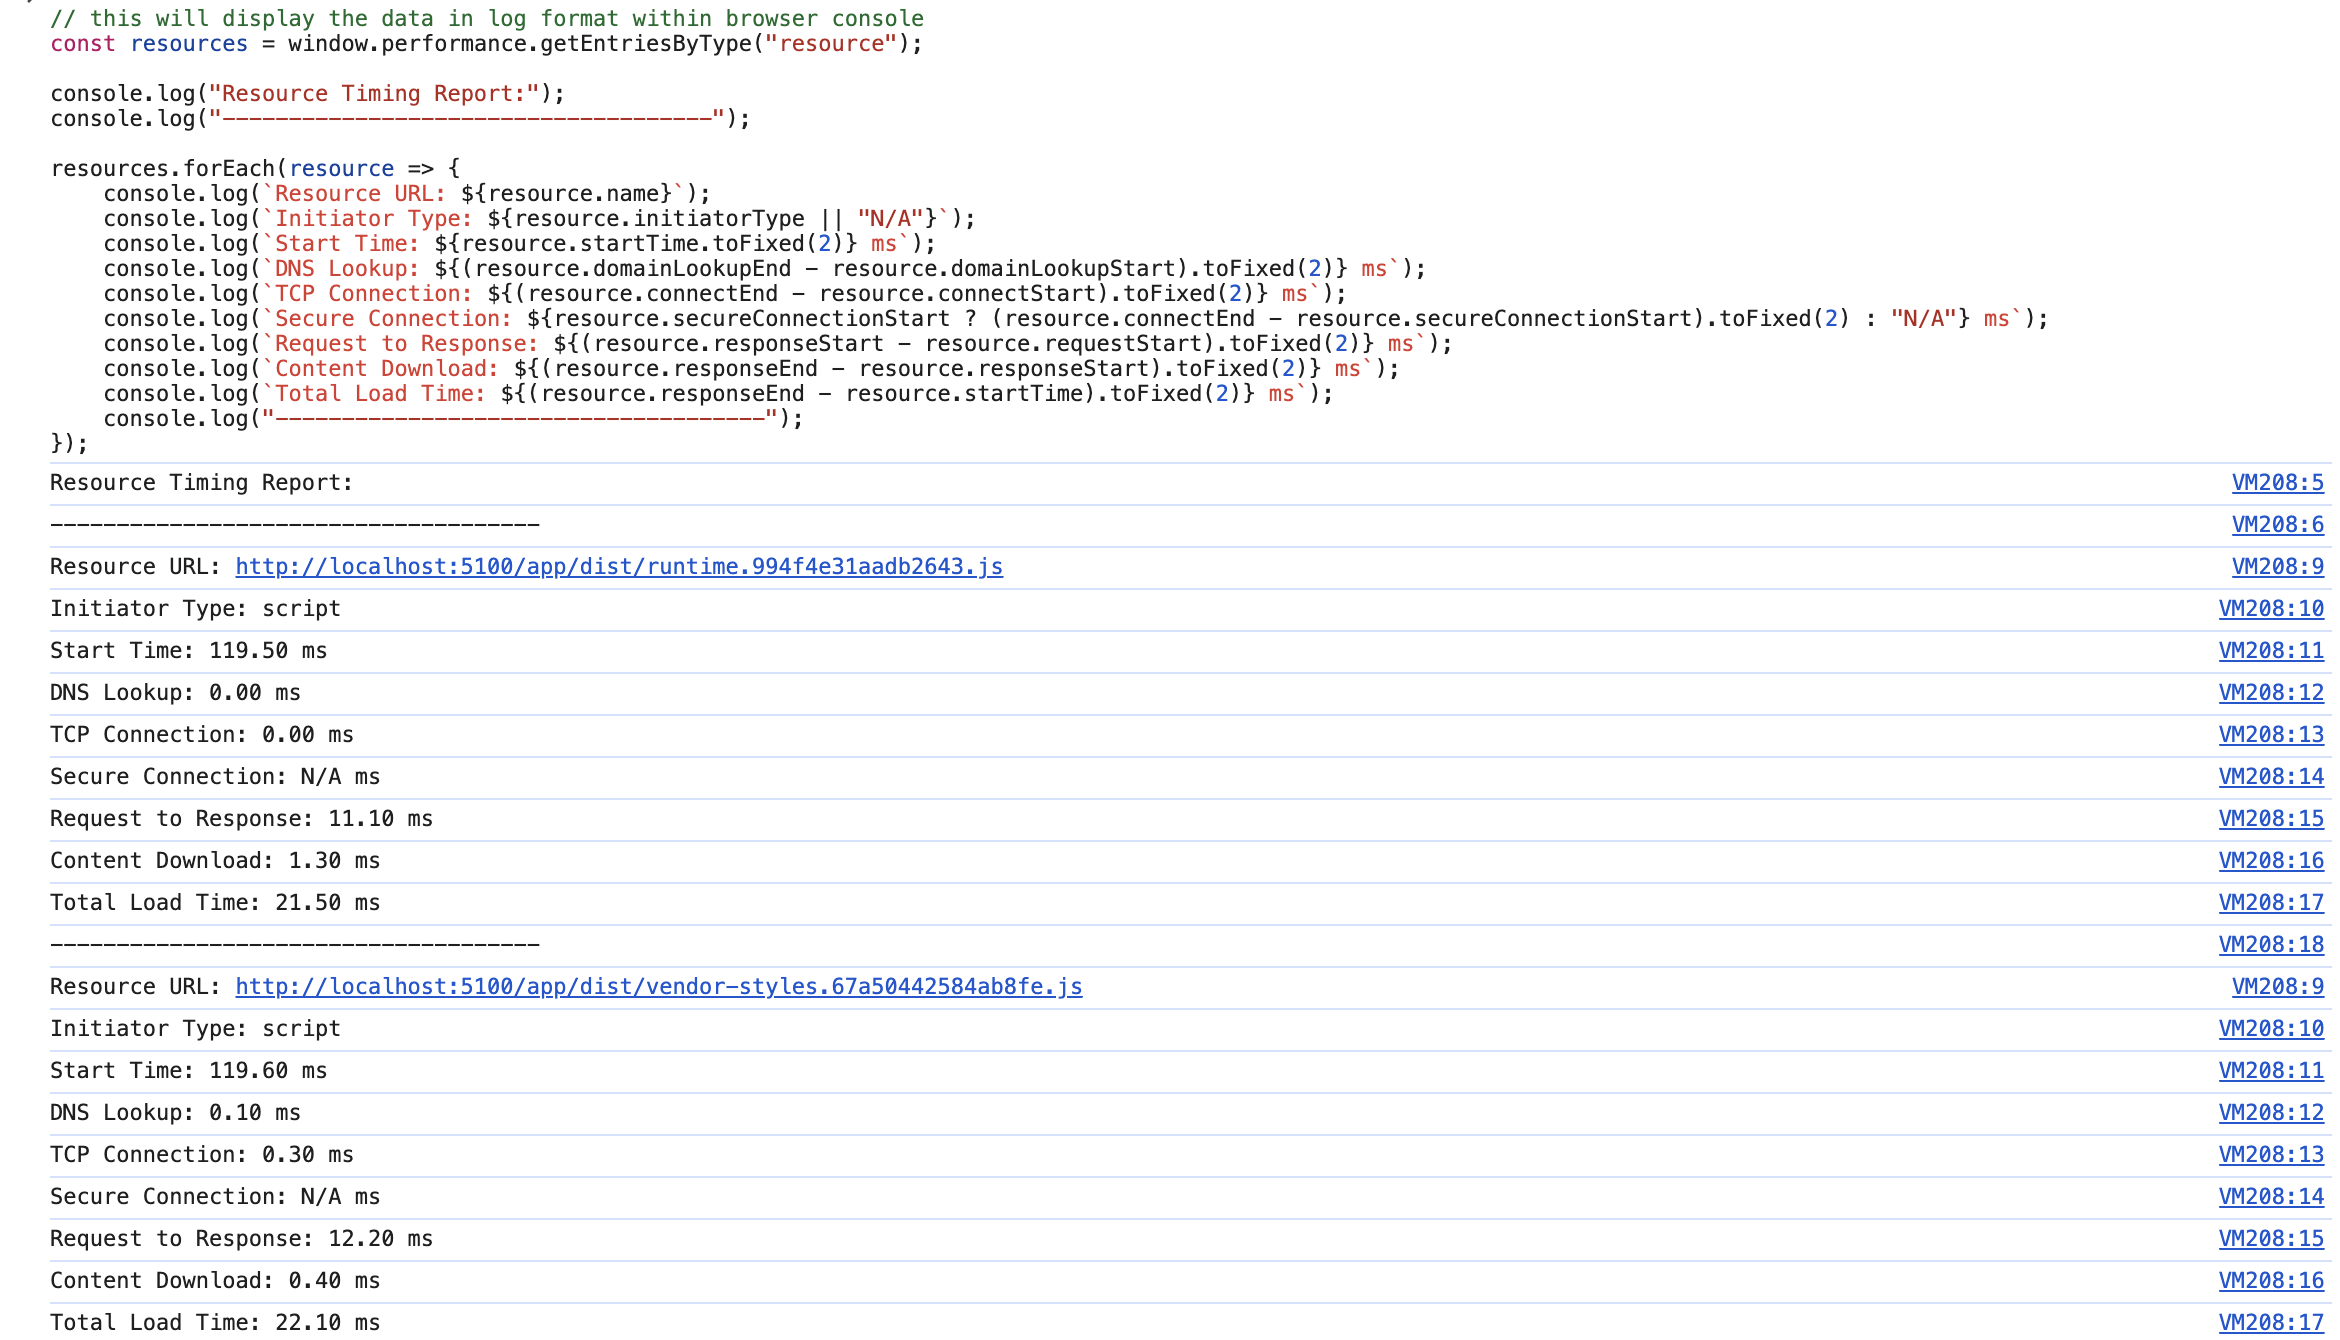 // this will display the data in log format within browser console
const resources = window.performance.getEntriesByType("resource");
console.log("Resource Timing Report:");
console.log("-------------------------------------");
resources.forEach(resource => {
console.log(`Resource URL: ${resource.name}`);
console.log(`Initiator Type: ${resource.initiatorType || "N/A"}`);
console.log(`Start Time: ${resource.startTime.toFixed(2)} ms`);
console.log(`DNS Lookup: ${(resource.domainLookupEnd - resource.domainLookupStart).toFixed(2)} ms`);
console.log(`TCP Connection: ${(resource.connectEnd - resource.connectStart).toFixed(2)} ms`);
console.log(`Secure Connection: ${resource.secureConnectionStart ? (resource.connectEnd - resource.secureConnectionStart).toFixed(2) : "N/A"} ms`);
console.log(`Request to Response: ${(resource.responseStart - resource.requestStart).toFixed(2)} ms`);
console.log(`Content Download: ${(resource.responseEnd - resource.responseStart).toFixed(2)} ms`);
console.log(`Total Load Time: ${(resource.responseEnd - resource.startTime).toFixed(2)} ms`);
console.log("-------------------------------------");
});
Resource Timing Report: VM208:5
------------------------------------- VM208:6
Resource URL: http://localhost:5100/app/dist/runtime.994f4e31aadb2643.js VM208:9
Initiator Type: script VM208:10
Start Time: 119.50 ms VM208:11
DNS Lookup: 0.00 ms VM208:12
TCP Connection: 0.00 ms VM208:13
Secure Connection: N/A ms VM208:14
Request to Response: 11.10 ms VM208:15
Content Download: 1.30 ms VM208:16
Total Load Time: 21.50 ms VM208:17
------------------------------------- VM208:18
Resource URL: http://localhost:5100/app/dist/vendor-styles.67a50442584ab8fe.js VM208:9
Initiator Type: script VM208:10
Start Time: 119.60 ms VM208:11
DNS Lookup: 0.10 ms VM208:12
TCP Connection: 0.30 ms VM208:13
Secure Connection: N/A ms VM208:14
Request to Response: 12.20 ms VM208:15
Content Download: 0.40 ms VM208:16
Total Load Time: 22.10 ms VM208:17